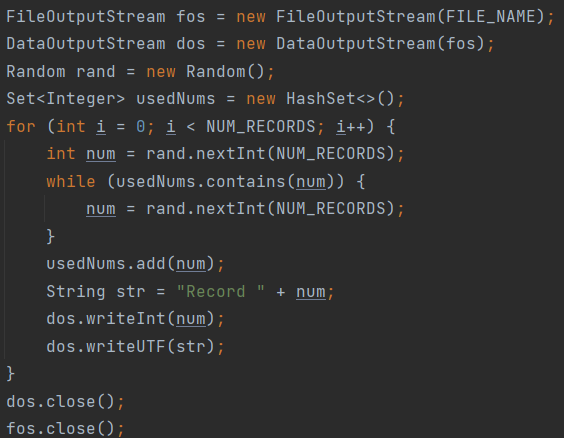 FileOutputStream fos = new FileOutputStream(FILE_NAME);
DataOutputStream dos = new DataOutputStream(fos);
Random rand = new Random();
Set<Integer> usedNums = new HashSet<>();
for (int i = 0; i < NUM_RECORDS; i++) {
    int num = rand.nextInt(NUM_RECORDS);
    while (usedNums.contains(num)) {
        num = rand.nextInt(NUM_RECORDS);
    }
    usedNums.add(num);
    String str = "Record " + num;
    dos.writeInt(num);
    dos.writeUTF(str);
}
dos.close();
fos.close();